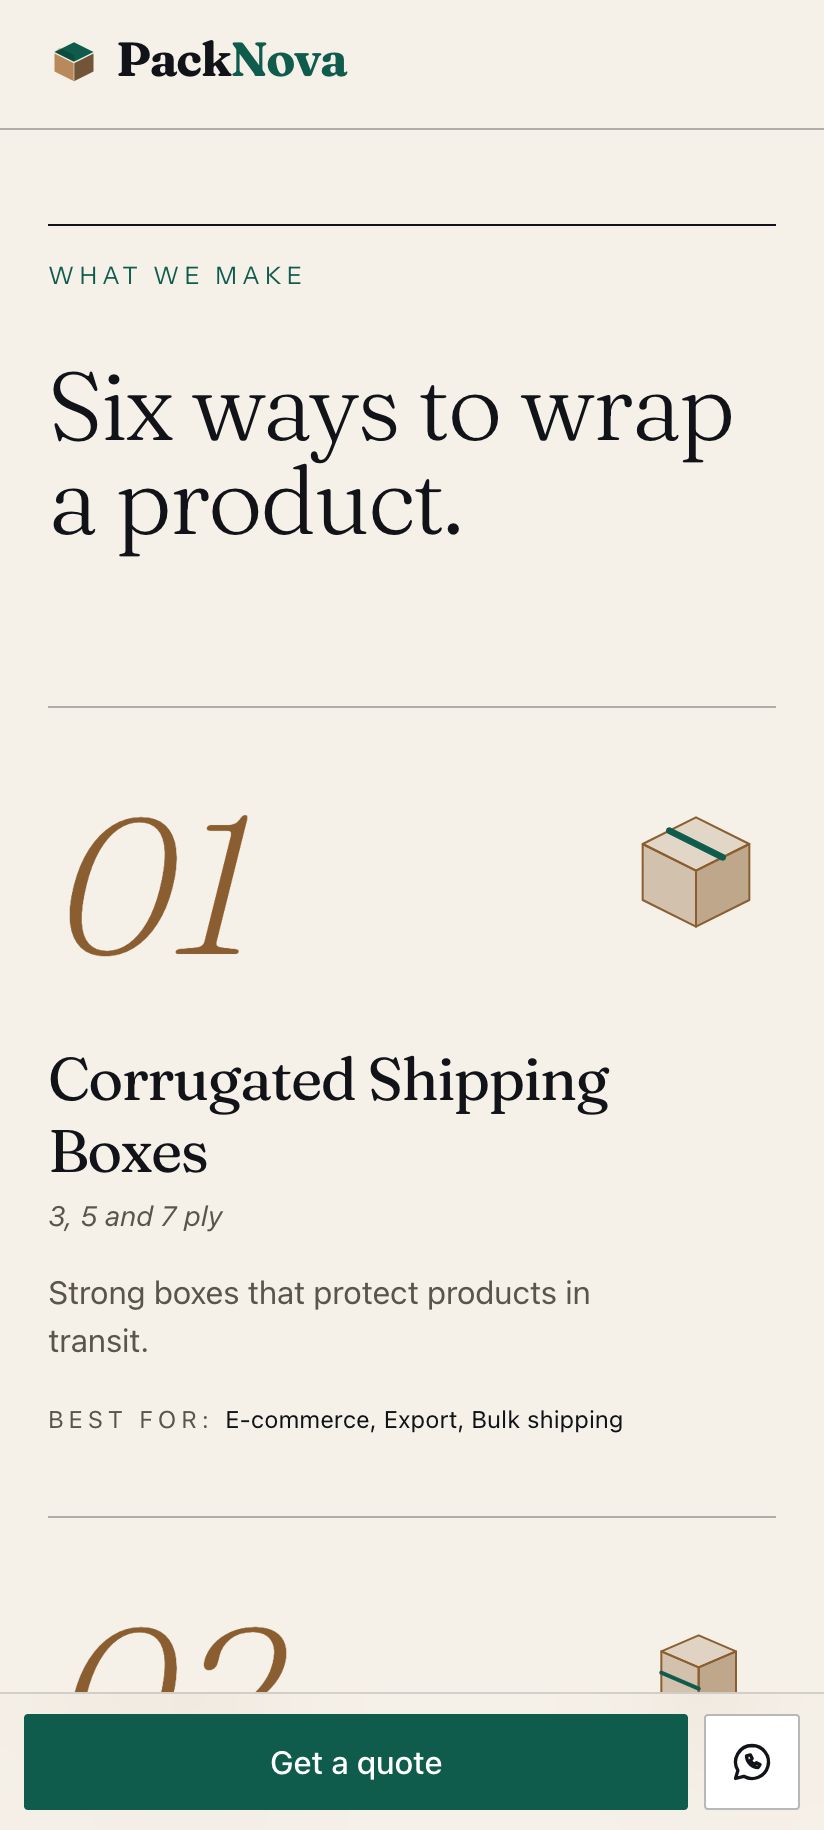 PackNova
WHAT WE MAKE
Six ways to wrap
a product.
01
Corrugated Shipping
Boxes
3, 5 and 7 ply
Strong boxes that protect products in
transit.
BEST FOR: E-commerce, Export, Bulk shipping
02
Get a quote